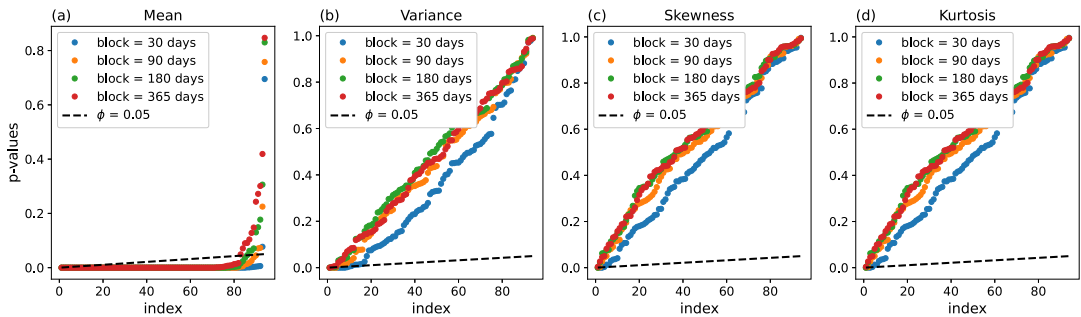 (a) Mean
p-values
0.8
0.6
0.4
0.2
0.0
0 20 40 60 80
index
block = 30 days
block = 90 days
block = 180 days
block = 365 days
ϕ = 0.05
(b) Variance
1.0
0.8
0.6
0.4
0.2
0.0
0 20 40 60 80
index
block = 30 days
block = 90 days
block = 180 days
block = 365 days
ϕ = 0.05
(c) Skewness
1.0
0.8
0.6
0.4
0.2
0.0
0 20 40 60 80
index
block = 30 days
block = 90 days
block = 180 days
block = 365 days
ϕ = 0.05
(d) Kurtosis
1.0
0.8
0.6
0.4
0.2
0.0
0 20 40 60 80
index
block = 30 days
block = 90 days
block = 180 days
block = 365 days
ϕ = 0.05